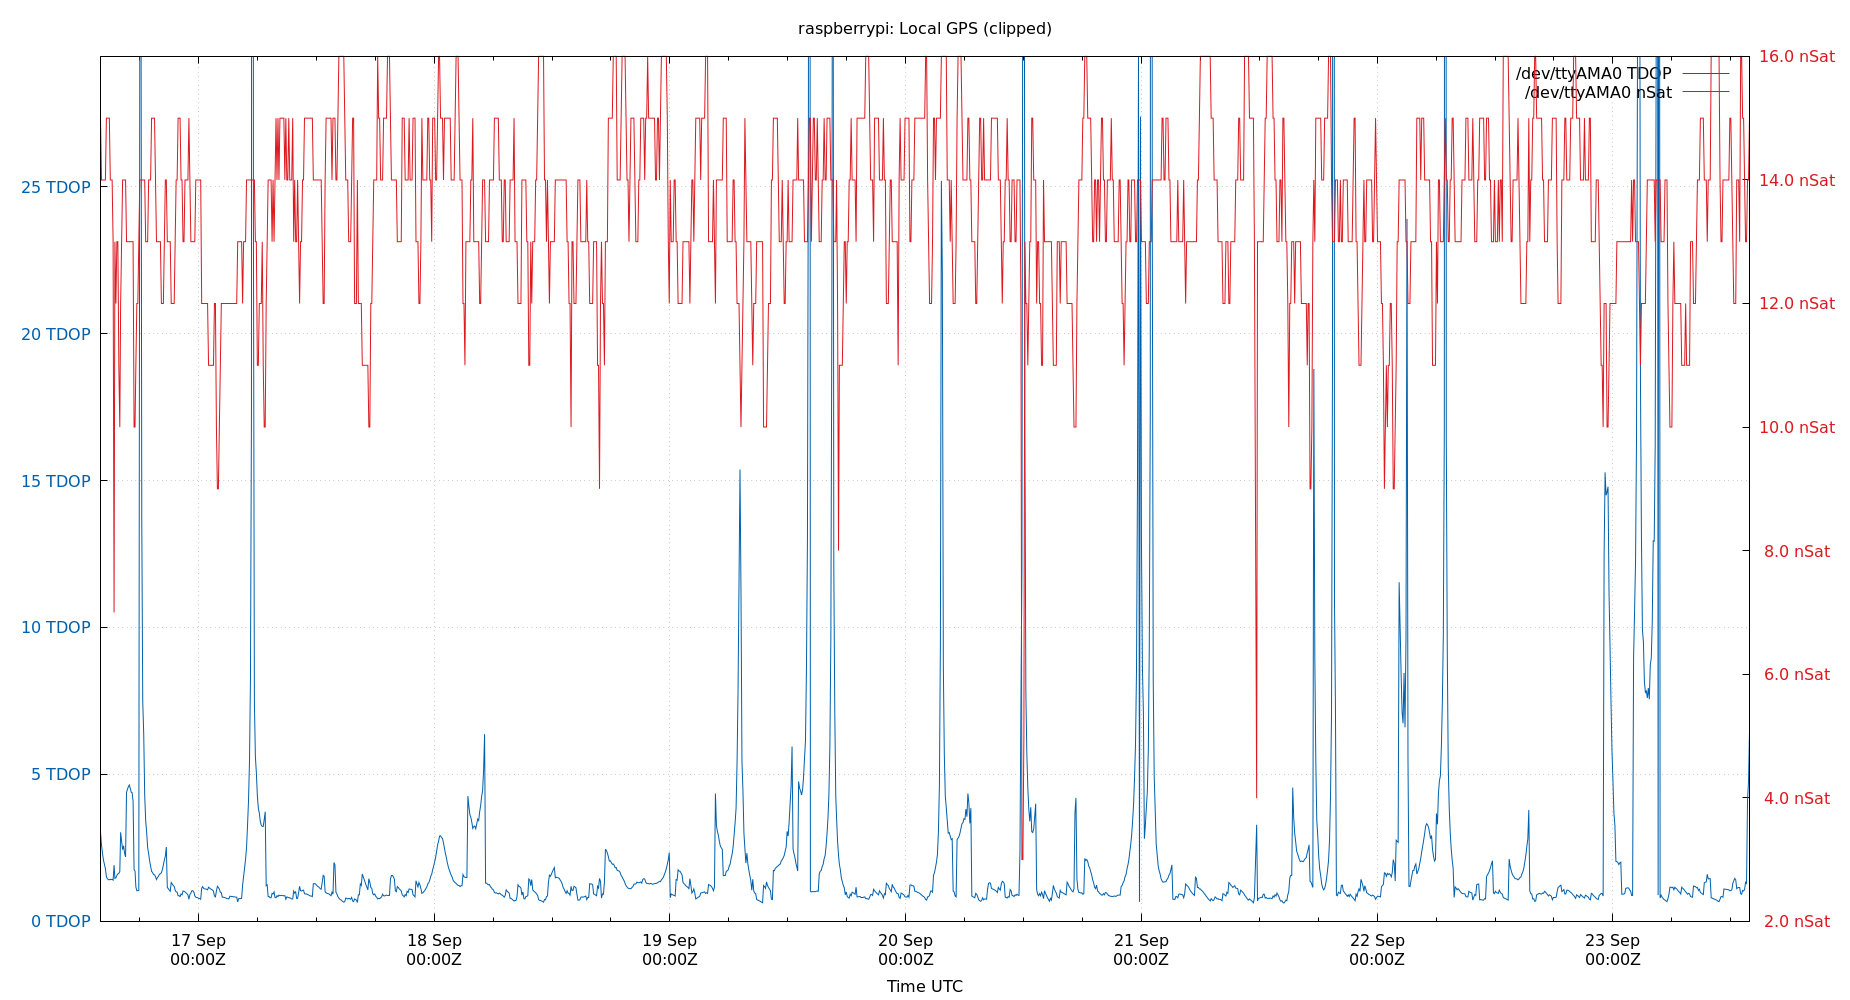 raspberrypi: Local GPS (clipped)
16.0 nSat
/dev/ttyAMA0 TDOP
/dev/ttyAMA0 nSat
25 TDOP
14.0 nSat
20 TDOP
12.0 nSat
15 TDOP
10.0 nSat
10 TDOP
8.0 nSat
5 TDOP
6.0 nSat
4.0 nSat
0 TDOP
2.0 nSat
17 Sep 18 Sep 19 Sep 20 Sep 21 Sep 22 Sep 23 Sep
00:00Z 00:00Z 00:00Z 00:00Z 00:00Z 00:00Z 00:00Z
Time UTC